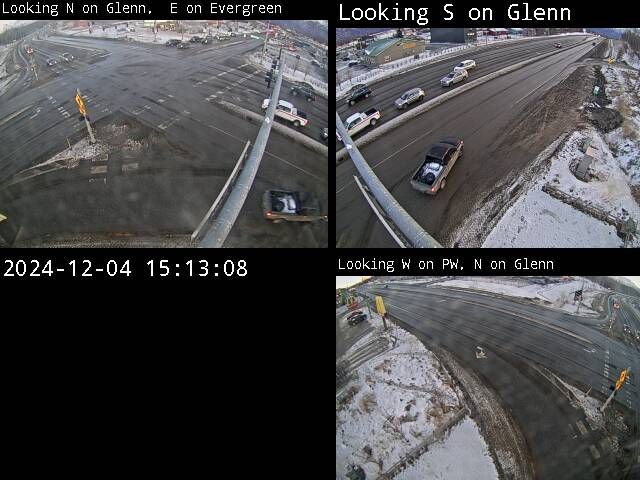 Looking N on Glenn,  E on Evergreen
Looking S on Glenn
2024-12-04 15:13:08
Looking W on PW, N on Glenn